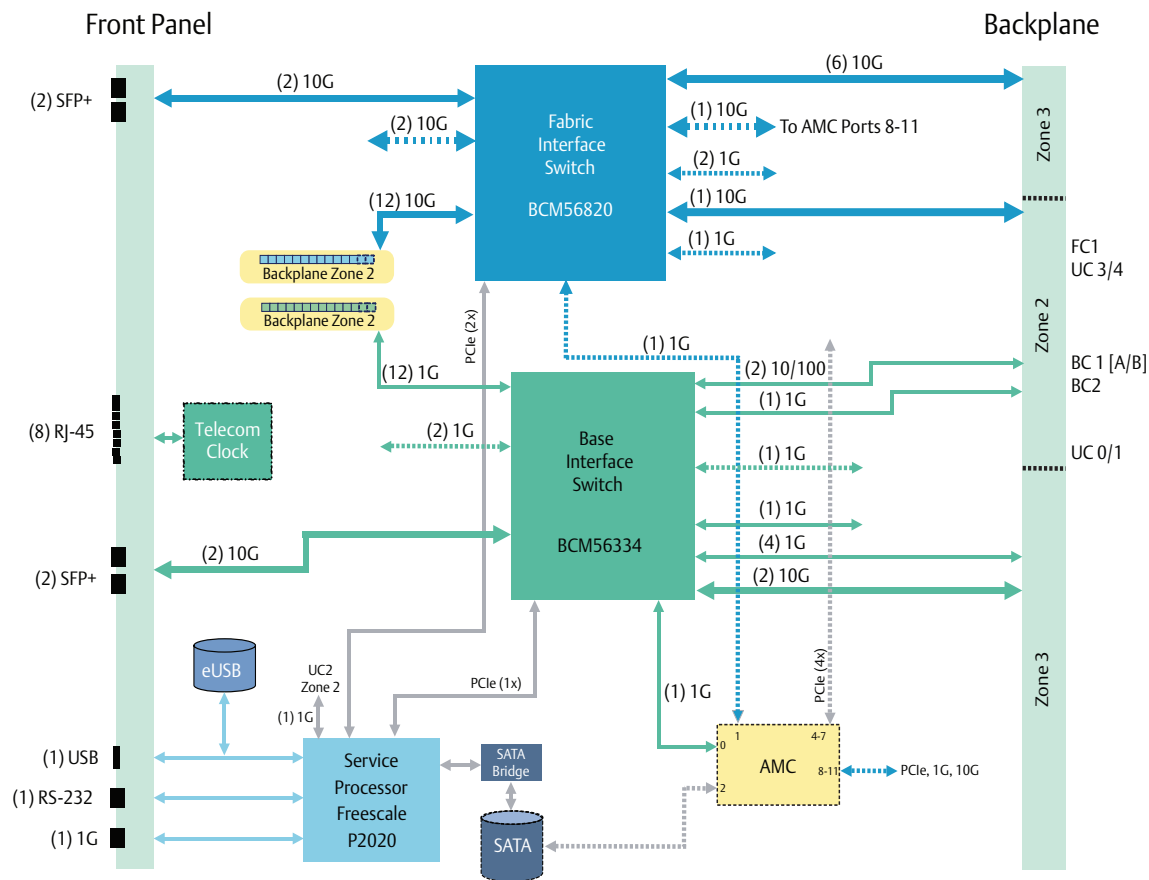 Front Panel
Backplane
(2) SFP+
(2) 10G
(6) 10G
(2) 10G
Fabric
Interface
Switch
BCM56820
(1) 10G
To AMC Ports 8-11
(2) 1G
(1) 10G
(1) 1G
Zone 3
(12) 10G
Backplane Zone 2
Backplane Zone 2
FC1
UC 3/4
Zone 2
PCIe (2x)
(1) 1G
(12) 1G
(2) 10/100
BC 1 [A/B]
BC2
(1) 1G
(8) RJ-45
Telecom
Clock
(2) 1G
Base
Interface
Switch
BCM56334
(1) 1G
UC 0/1
(1) 1G
(4) 1G
(2) SFP+
(2) 10G
(2) 10G
eUSB
UC2
Zone 2
(1) 1G
PCIe (1x)
(1) 1G
PCIe (4x)
Zone 3
(1) USB
(1) RS-232
(1) 1G
Service
Processor
Freescale
P2020
SATA
Bridge
SATA
0
1
4-7
AMC
8-11
2
PCIe, 1G, 10G